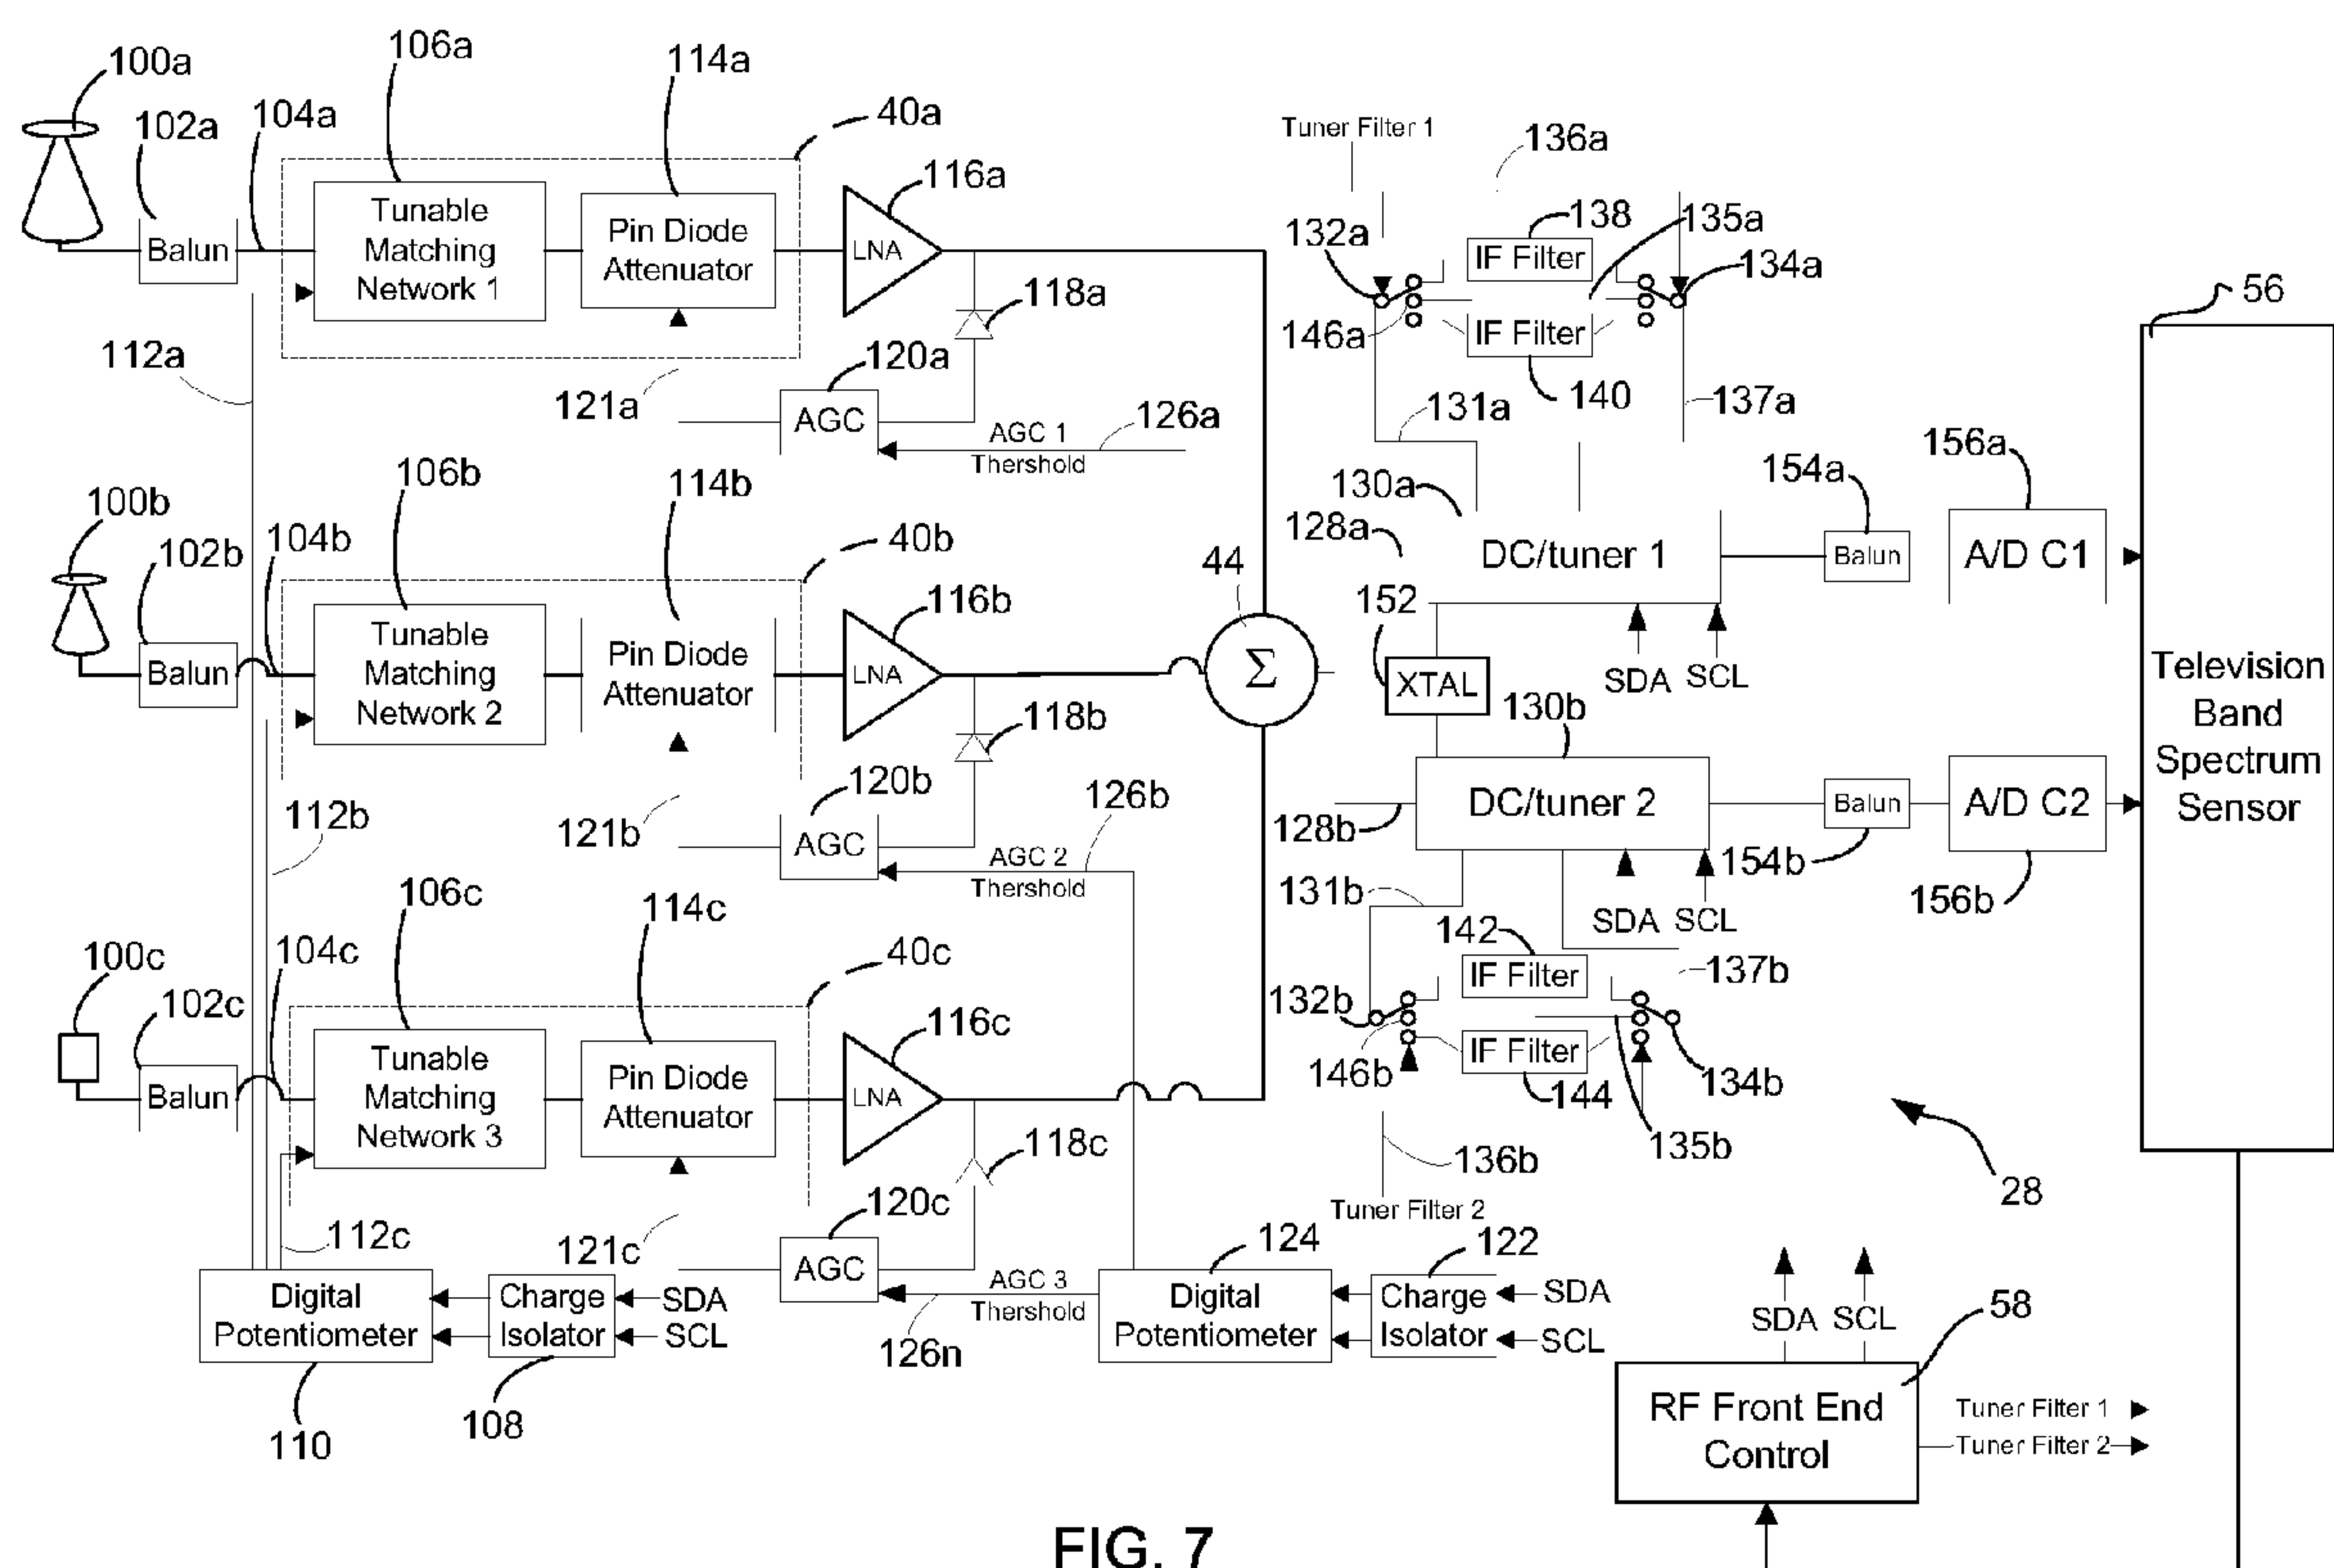 100a
102a
104a
106a
114a
40a
116a
Balun
Tunable
Matching
Network 1
Pin Diode
Attenuator
LNA
118a
112a
121a
120a
AGC
AGC 1
Thershold
126a
Tuner Filter 1
136a
132a
138
IF Filter
135a
134a
146a
IF Filter
140
131a
137a
56
100b
102b
104b
106b
114b
40b
116b
Balun
Tunable
Matching
Network 2
Pin Diode
Attenuator
LNA
118b
112b
121b
120b
AGC
AGC 2
Thershold
126b
44
Σ
130a
128a
DC/tuner 1
154a
Balun
156a
A/D C1
152
XTAL
SDA
SCL
130b
Television
Band
Spectrum
Sensor
128b
DC/tuner 2
Balun
A/D C2
154b
156b
131b
SDA
SCL
142
IF Filter
137b
132b
146b
IF Filter
144
134b
135b
136b
Tuner Filter 2
28
100c
102c
104c
106c
114c
40c
116c
Balun
Tunable
Matching
Network 3
Pin Diode
Attenuator
LNA
118c
112c
121c
120c
AGC
AGC 3
Thershold
126n
124
122
Digital
Potentiometer
110
Charge
Isolator
108
SDA
SCL
Digital
Potentiometer
Charge
Isolator
SDA
SCL
SDA
SCL
58
RF Front End
Control
Tuner Filter 1
Tuner Filter 2
FIG. 7